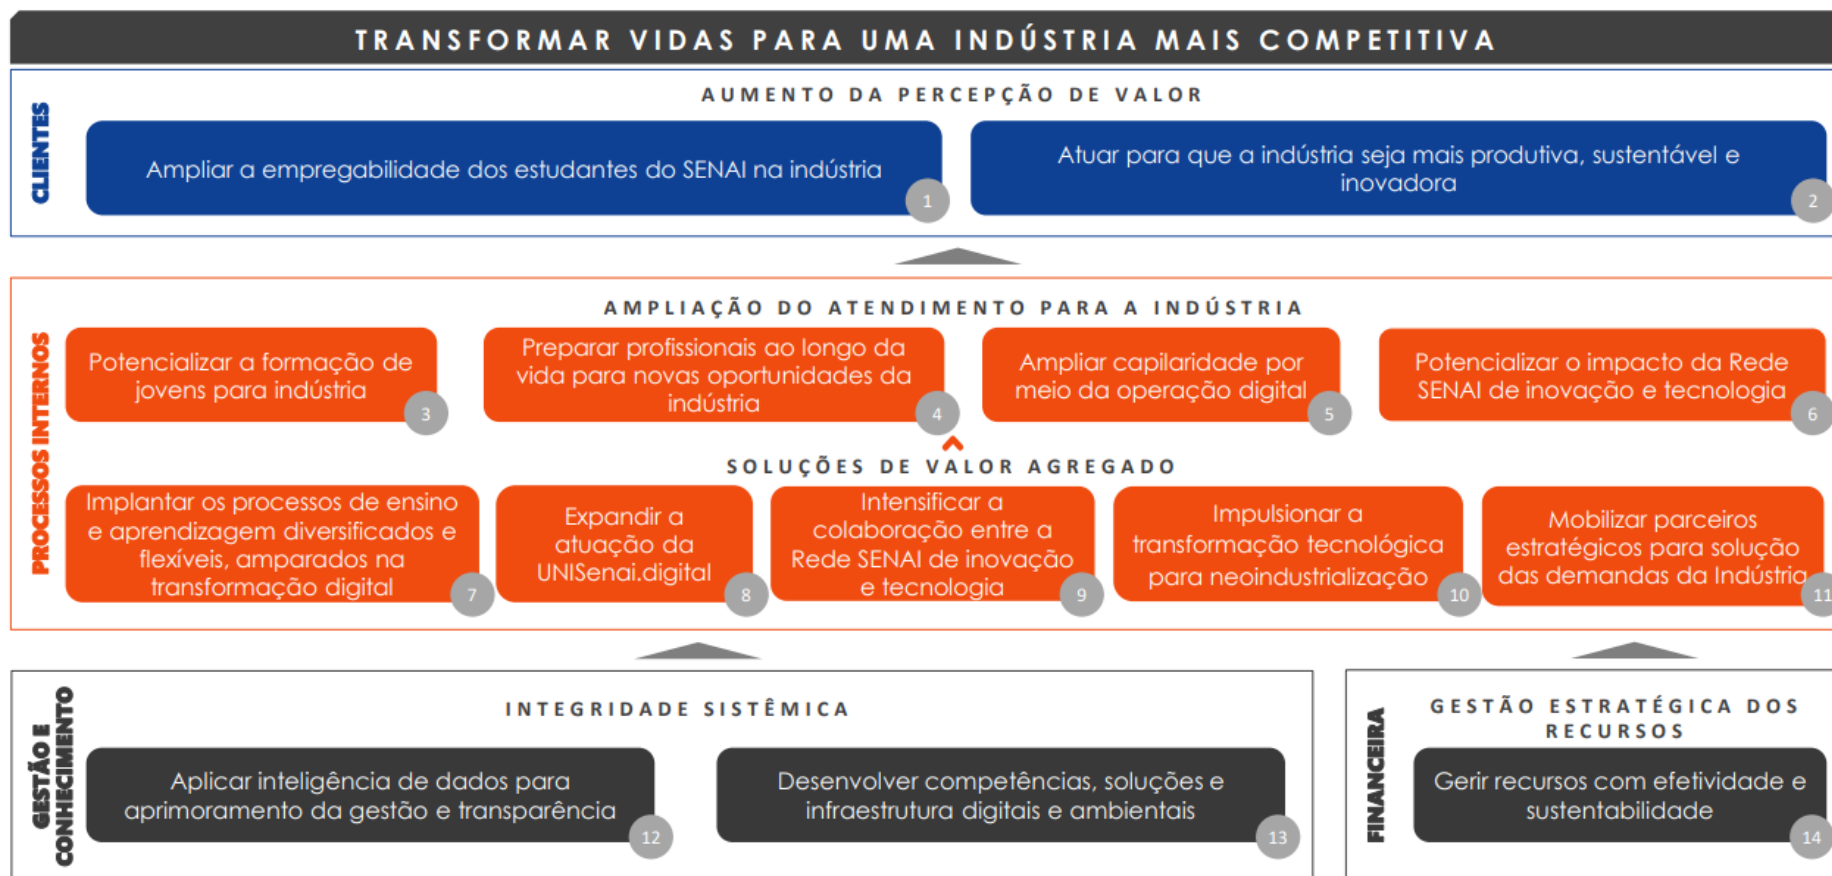 TRANSFORMAR VIDAS PARA UMA INDÚSTRIA MAIS COMPETITIVA
CLIENTES
AUMENTO DA PERCEPÇÃO DE VALOR
Ampliar a empregabilidade dos estudantes do SENAI na indústria
1
Atuar para que a indústria seja mais produtiva, sustentável e
inovadora
2
PROCESSOS INTERNOS
AMPLIAÇÃO DO ATENDIMENTO PARA A INDÚSTRIA
Potencializar a formação de
jovens para indústria
3
Preparar profissionais ao longo da
vida para novas oportunidades da
indústria
4
Ampliar capilaridade por
meio da operação digital
5
Potencializar o impacto da Rede
SENAI de inovação e tecnologia
6
SOLUÇÕES DE VALOR AGREGADO
Implantar os processos de ensino
e aprendizagem diversificados e
flexíveis, amparados na
transformação digital
7
Expandir a
atuação da
UNISenai.digital
8
Intensificar a
colaboração entre a
Rede SENAI de inovação
e tecnologia
9
Impulsionar a
transformação tecnológica
para neoindustrialização
10
Mobilizar parceiros
estratégicos para solução
das demandas da Indústria
11
GESTÃO E
CONHECIMENTO
INTEGRIDADE SISTÊMICA
Aplicar inteligência de dados para
aprimoramento da gestão e transparência
12
Desenvolver competências, soluções e
infraestrutura digitais e ambientais
13
FINANCEIRA
GESTÃO ESTRATÉGICA DOS
RECURSOS
Gerir recursos com efetividade e
sustentabilidade
14